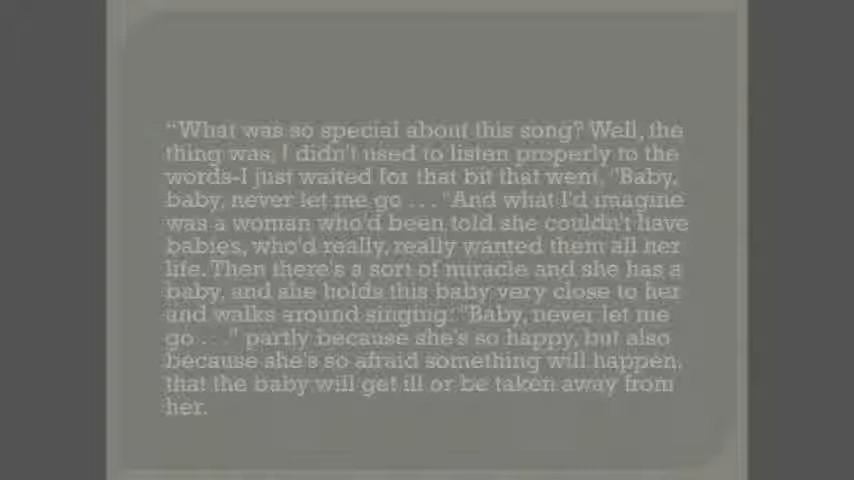 “What was so special about this song? Well, the
thing was, I didn't used to listen properly to the
words-I just waited for that bit that went, "Baby,
baby, never let me go . . . "And what I'd imagine
was a woman who'd been told she couldn't have
babies, who'd really, really wanted them all her
life. Then there's a sort of miracle and she has a
baby, and she holds this baby very close to her
and walks around singing: "Baby, never let me
go . . ." partly because she's so happy, but also
because she's so afraid something will happen,
that the baby will get ill or be taken away from
her.